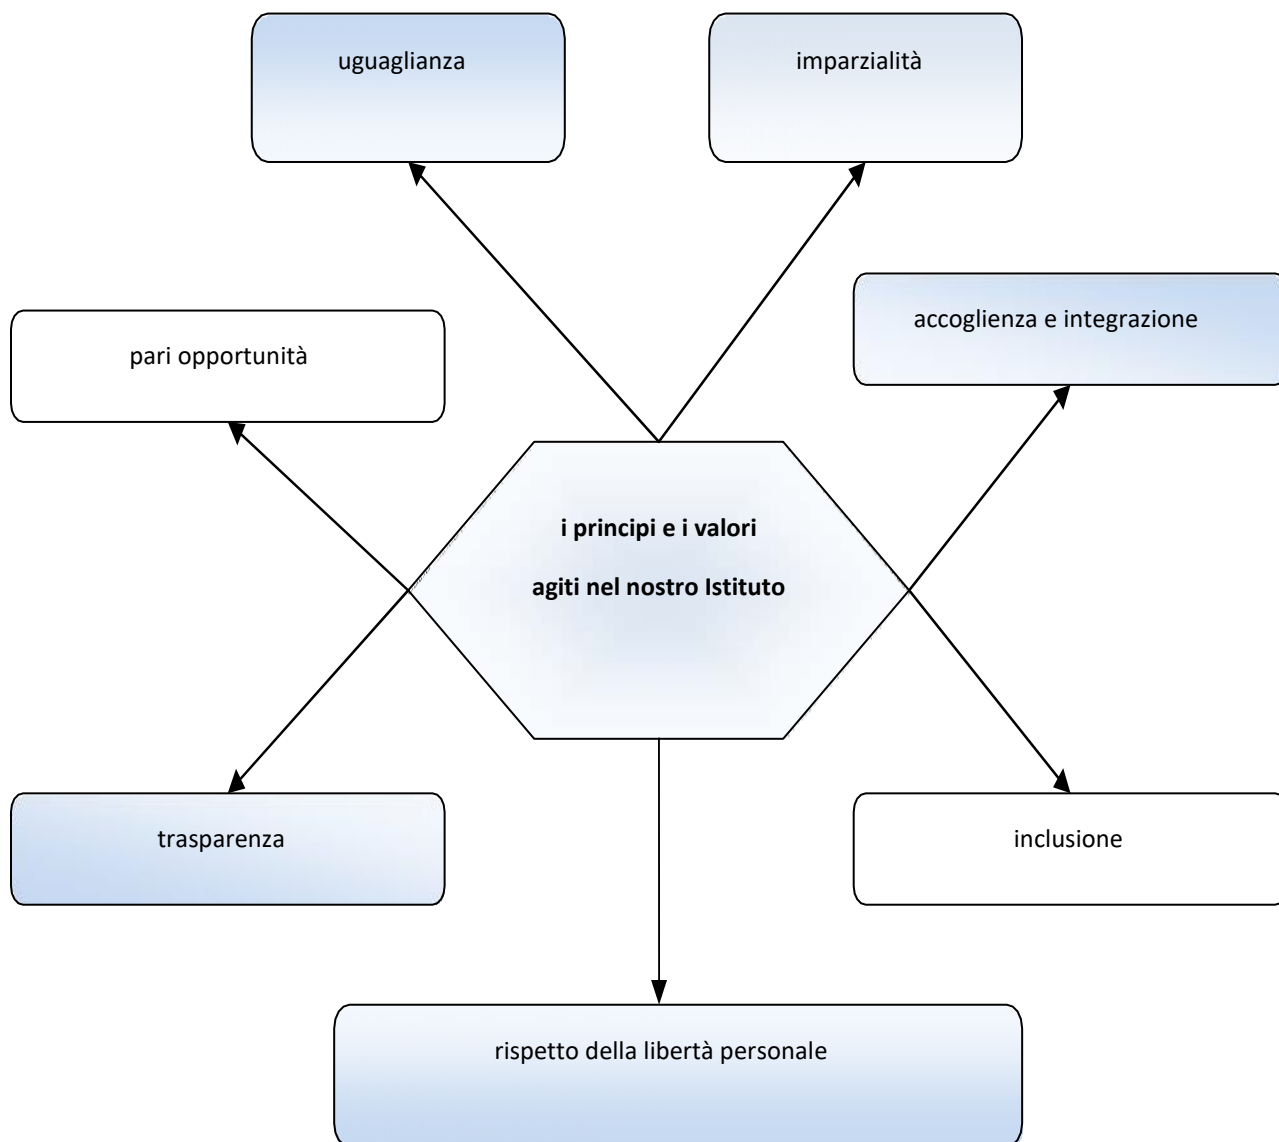 uguaglianza
imparzialità
accoglienza e integrazione
pari opportunità
i principi e i valori
agiti nel nostro Istituto
trasparenza
inclusione
rispetto della libertà personale